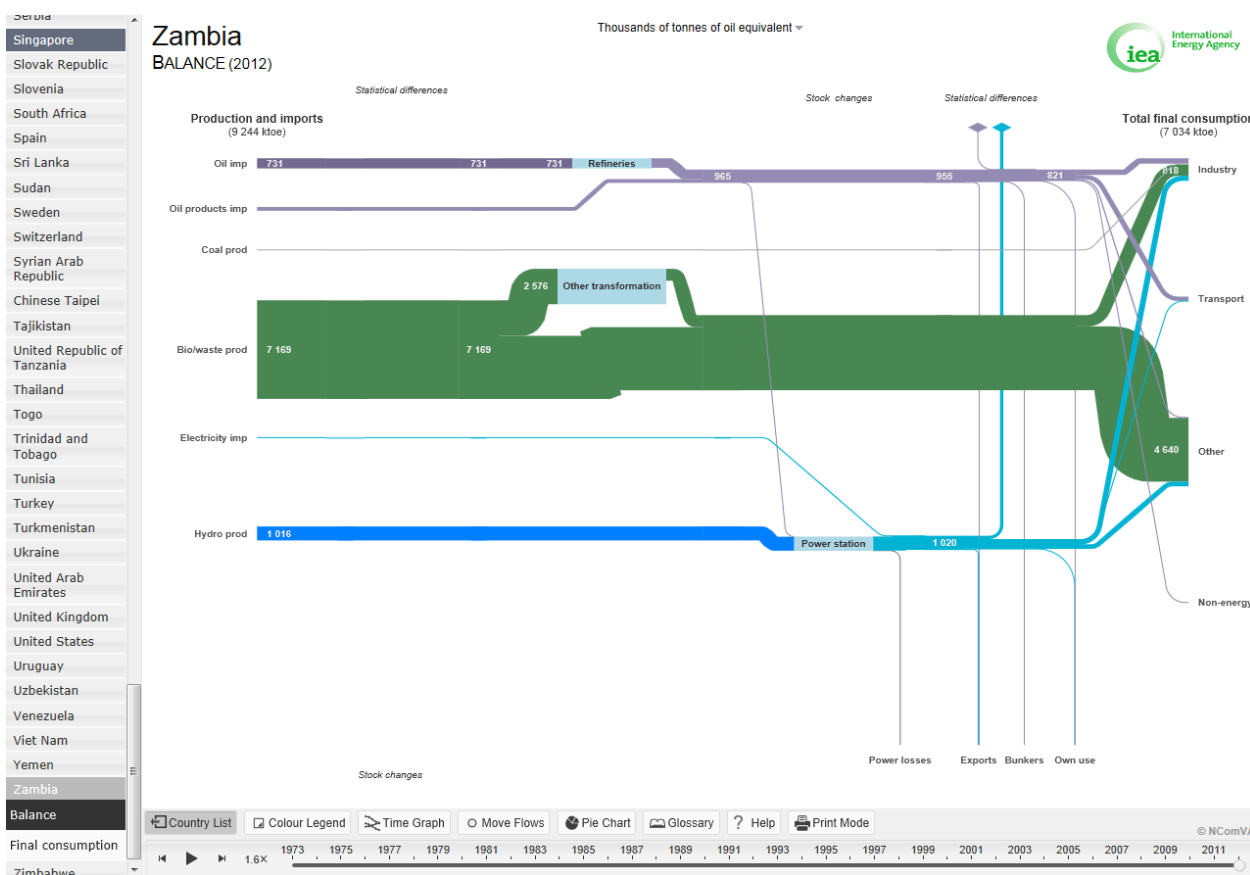 Serbia
Singapore
Slovak Republic
Slovenia
South Africa
Spain
Sri Lanka
Sudan
Sweden
Switzerland
Syrian Arab
Republic
Chinese Taipei
Tajikistan
United Republic of
Tanzania
Thailand
Togo
Trinidad and
Tobago
Tunisia
Turkey
Turkmenistan
Ukraine
United Arab
Emirates
United Kingdom
United States
Uruguay
Uzbekistan
Venezuela
Viet Nam
Yemen
Zambia
Balance
Final consumption
Zimbabwe
Zambia
BALANCE (2012)
Thousands of tonnes of oil equivalent
iea
International
Energy Agency
Statistical differences
Stock changes
Statistical differences
Production and imports
(9 244 ktoe)
Total final consumption
(7 034 ktoe)
Oil imp 731 731 731 Refineries
965 955 821 818 Industry
Oil products imp
Coal prod
2 576 Other transformation
Transport
Bio/waste prod 7 169 7 169
Electricity imp
4 640 Other
Hydro prod 1 016
Power station 1 020
Non-energy
Power losses Exports Bunkers Own use
Stock changes
Country List Colour Legend Time Graph Move Flows Pie Chart Glossary ? Help Print Mode
© NComVA
1.6× 1973 1975 1977 1979 1981 1983 1985 1987 1989 1991 1993 1995 1997 1999 2001 2003 2005 2007 2009 2011